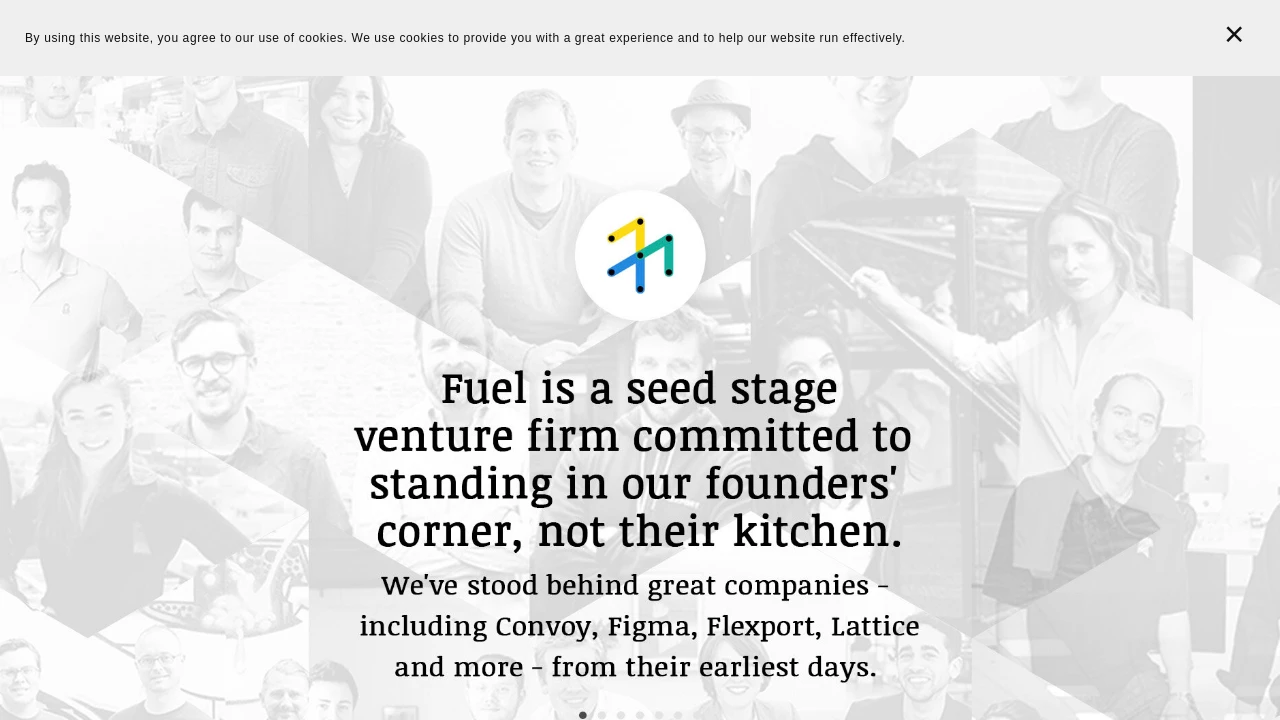 By using this website, you agree to our use of cookies. We use cookies to provide you with a great experience and to help our website run effectively.
Fuel is a seed stage
venture firm committed to
standing in our founders'
corner, not their kitchen.
We've stood behind great companies -
including Convoy, Figma, Flexport, Lattice
and more - from their earliest days.